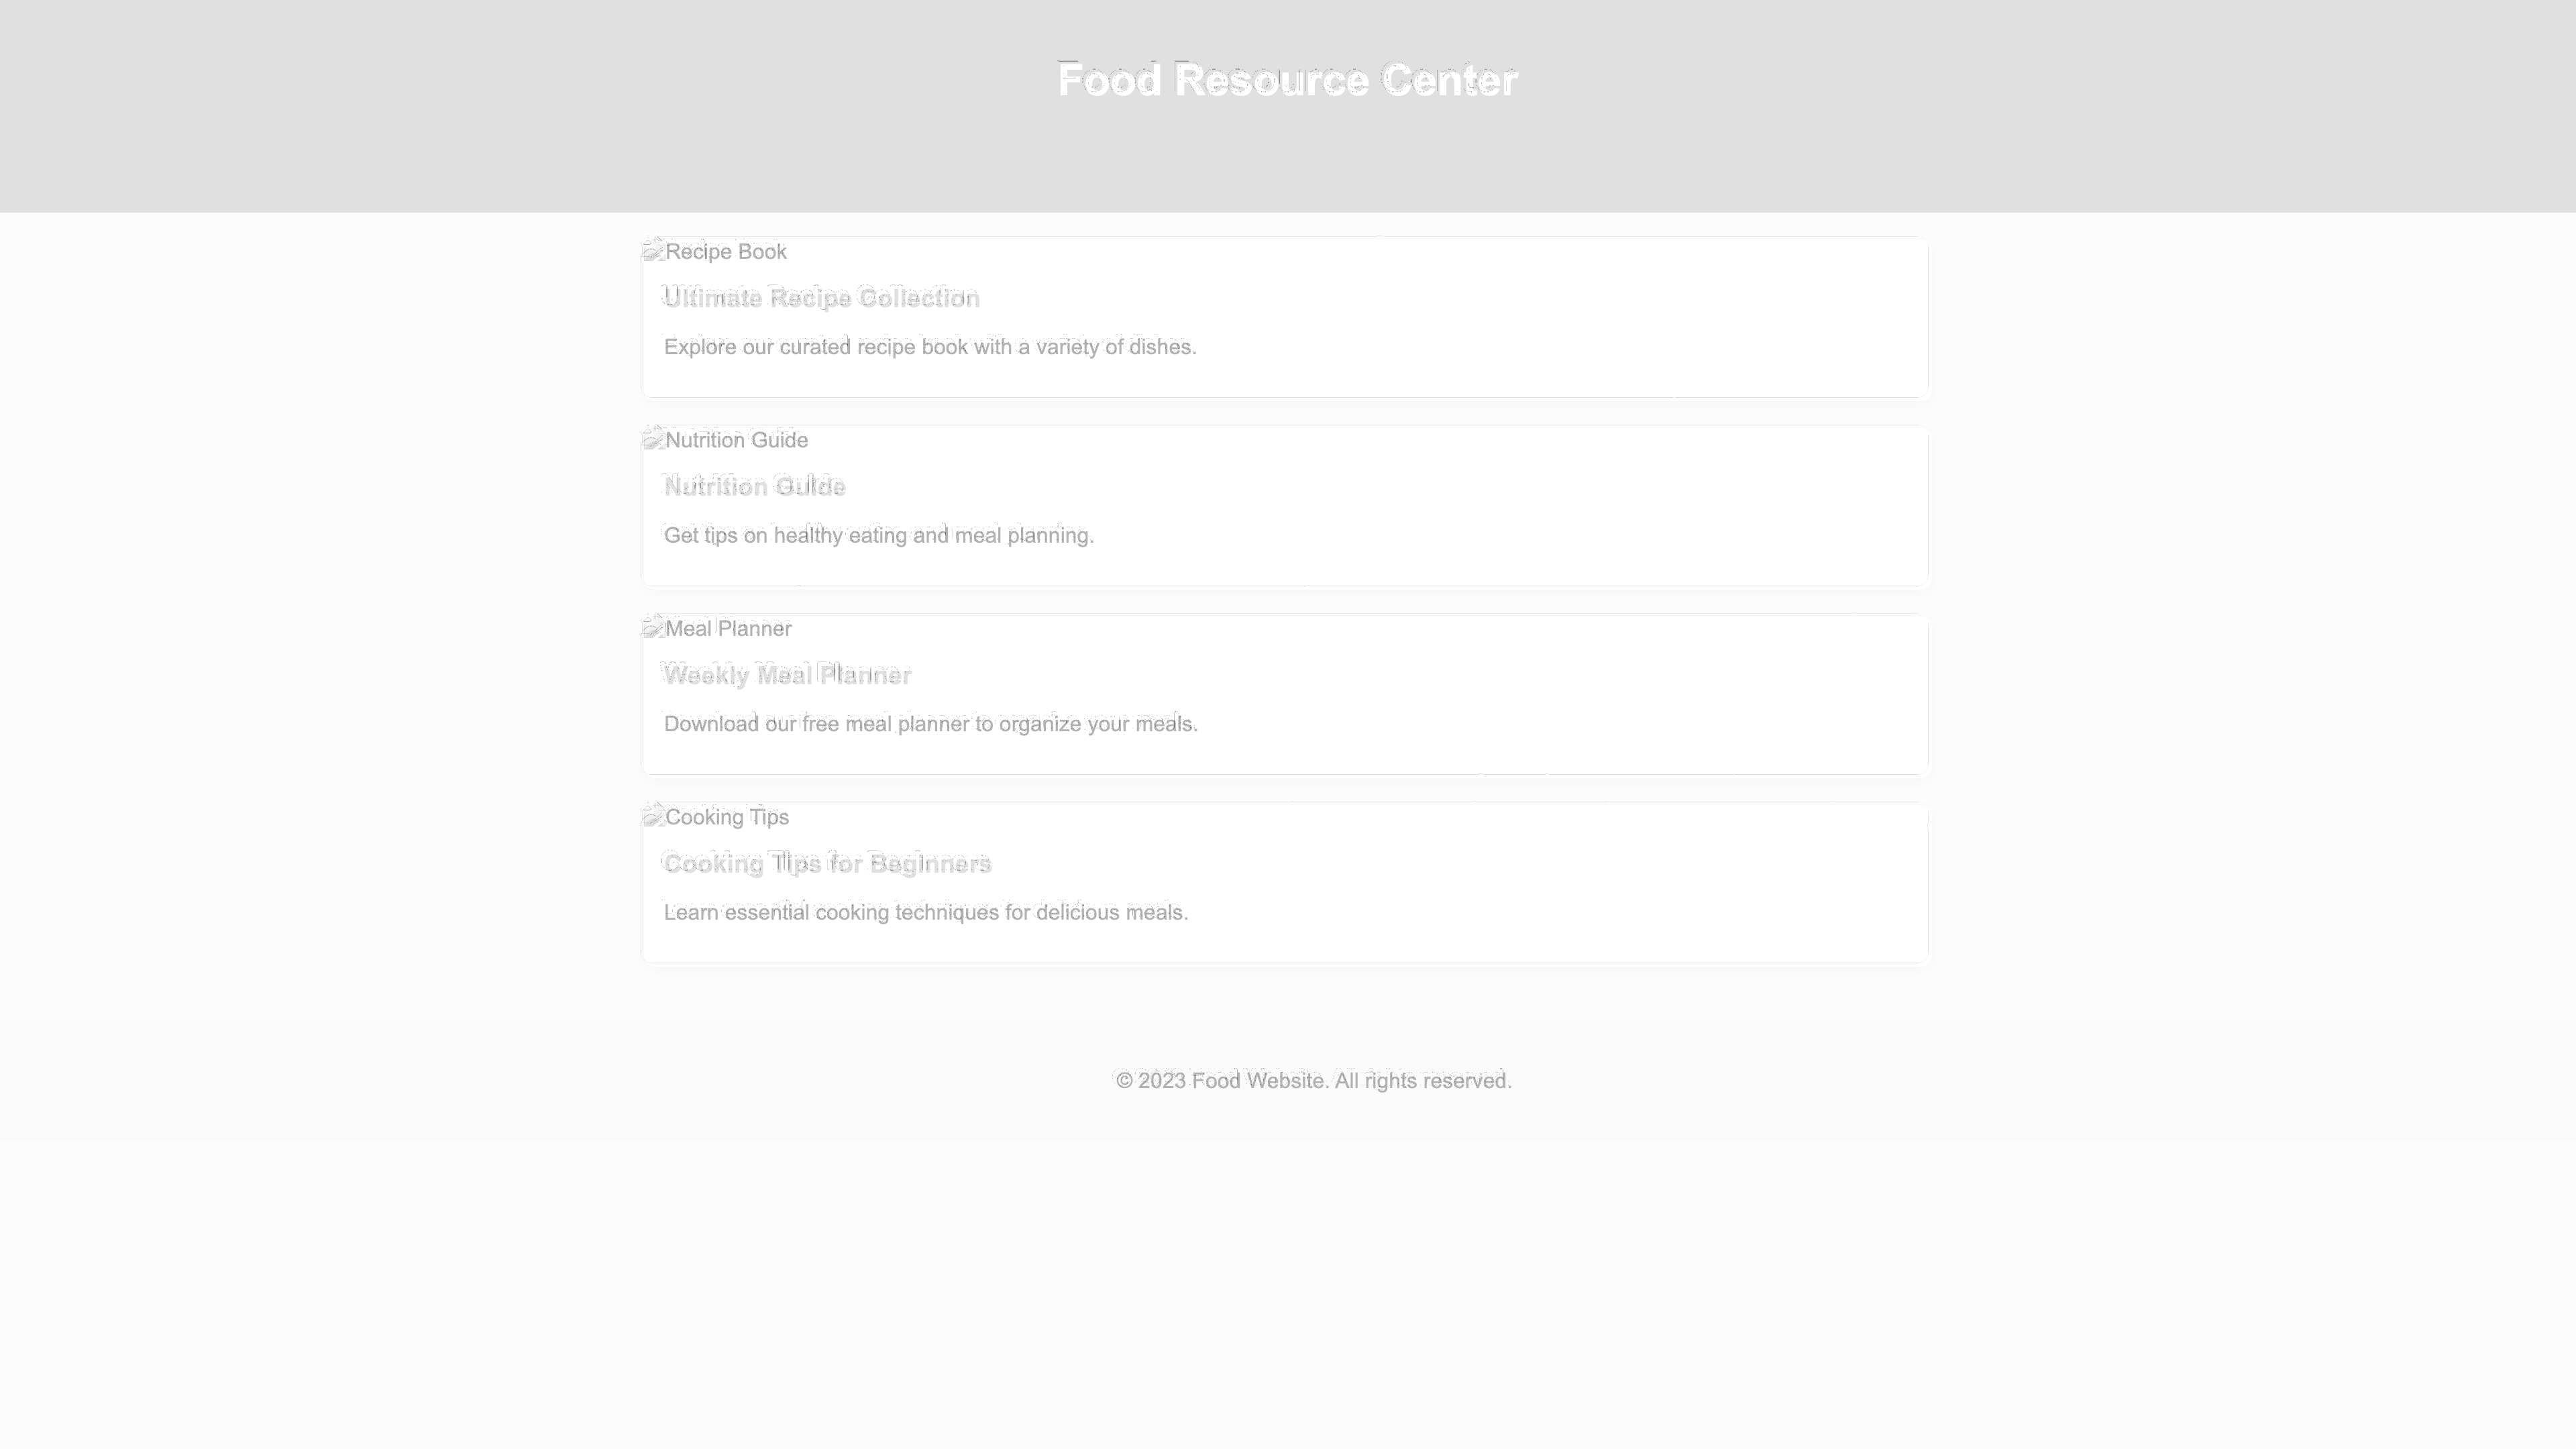 Food Resource Center
Recipe Book
Ultimate Recipe Collection
Explore our curated recipe book with a variety of dishes.
Nutrition Guide
Nutrition Guide
Get tips on healthy eating and meal planning.
Meal Planner
Weekly Meal Planner
Download our free meal planner to organize your meals.
Cooking Tips
Cooking Tips for Beginners
Learn essential cooking techniques for delicious meals.
© 2023 Food Website. All rights reserved.